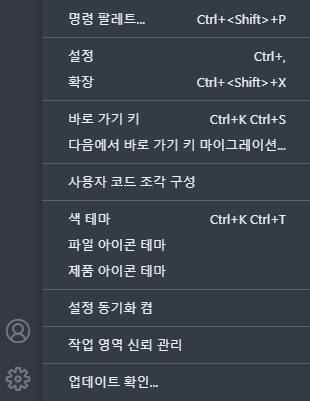 명령 팔레트... Ctrl+<Shift>+P
설정 Ctrl+,
확장 Ctrl+<Shift>+X
바로 가기 키 Ctrl+K Ctrl+S
다음에서 바로 가기 키 마이그레이션...
사용자 코드 조각 구성
색 테마 Ctrl+K Ctrl+T
파일 아이콘 테마
제품 아이콘 테마
설정 동기화 켬
작업 영역 신뢰 관리
업데이트 확인...